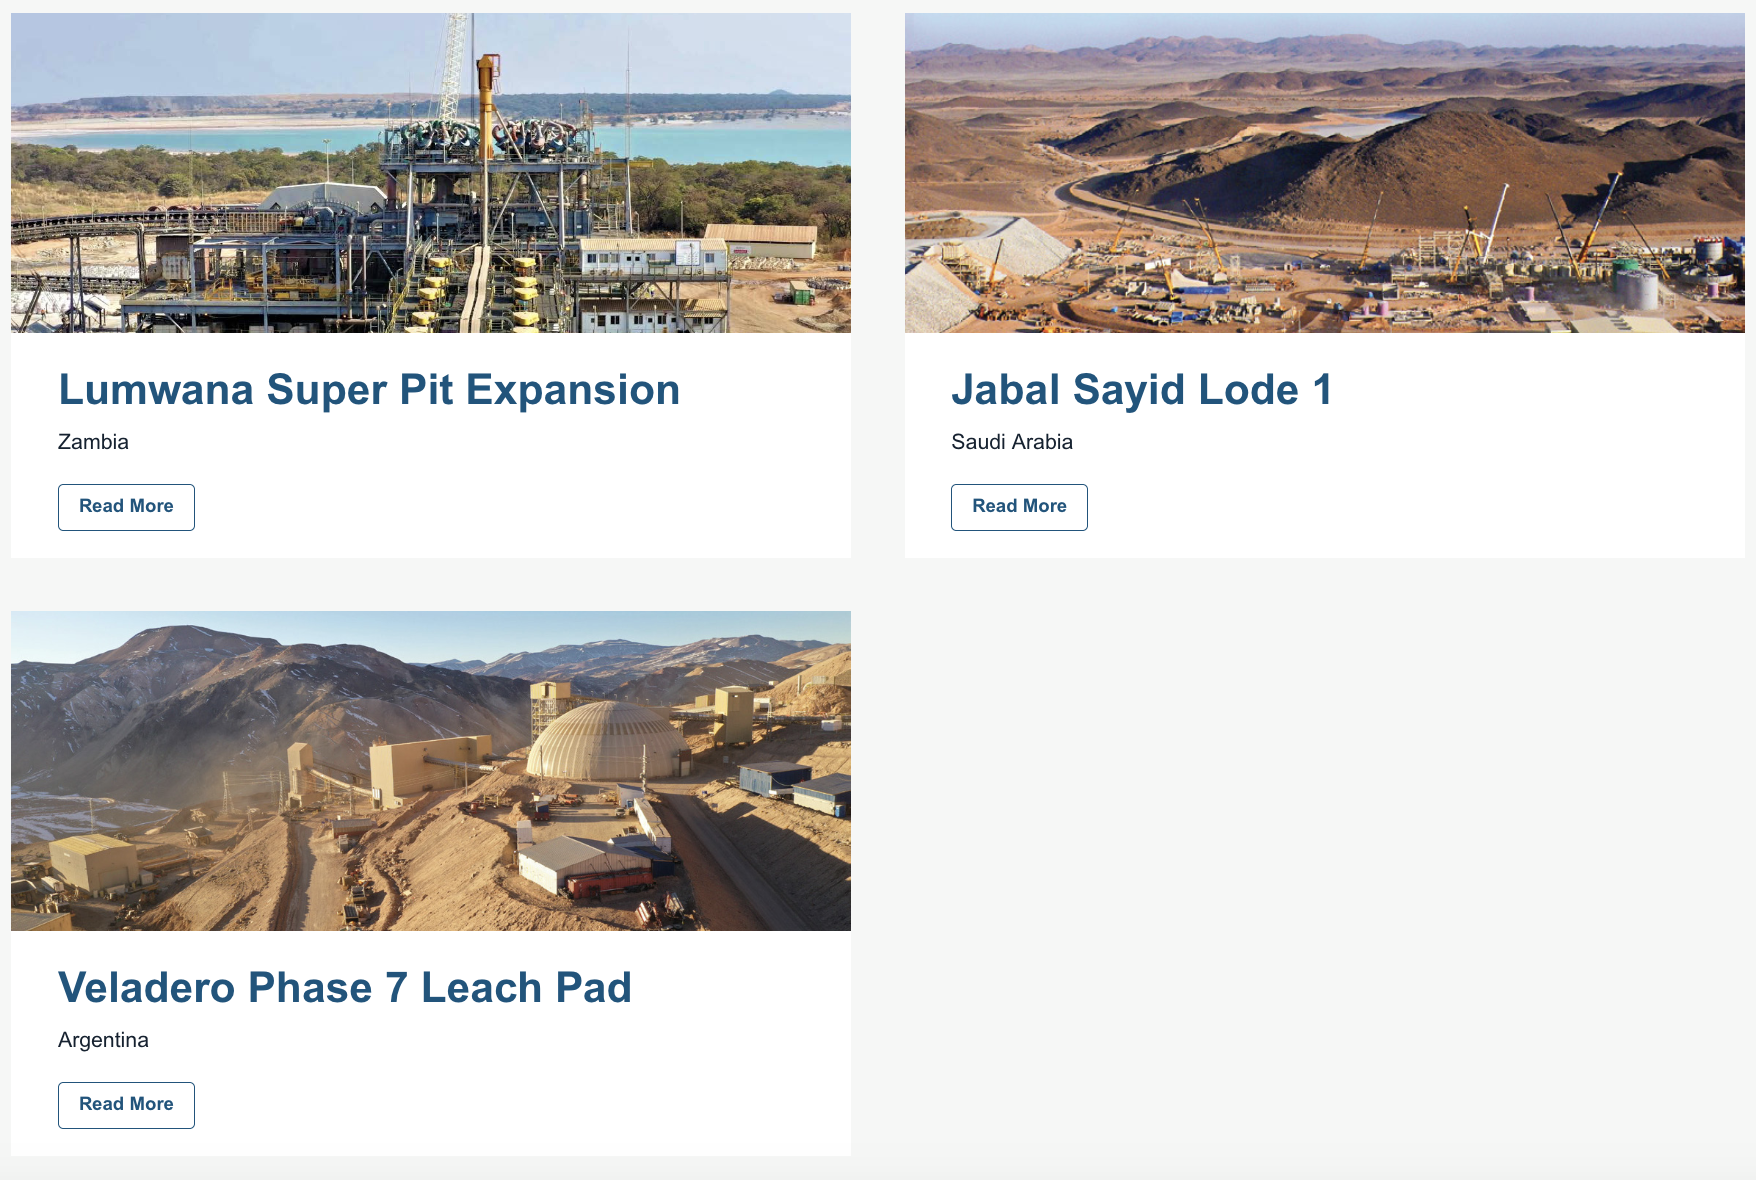 Lumwana Super Pit Expansion
Zambia
Read More
Jabal Sayid Lode 1
Saudi Arabia
Read More
Veladero Phase 7 Leach Pad
Argentina
Read More